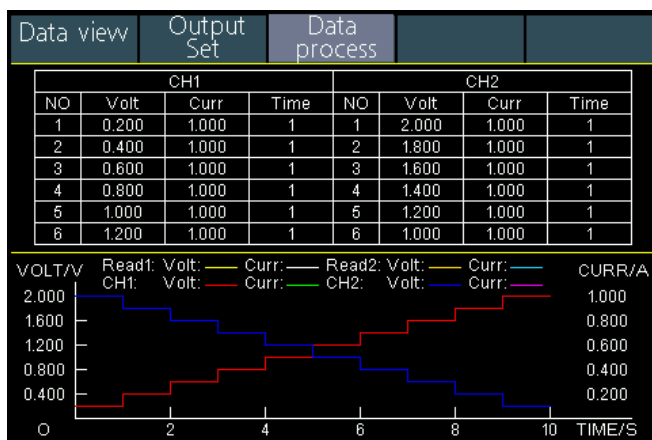 Data view Output Set Data process
CH1 CH2
NO Volt Curr Time NO Volt Curr Time
1 0.200 1.000 1 1 2.000 1.000 1
2 0.400 1.000 1 2 1.800 1.000 1
3 0.600 1.000 1 3 1.600 1.000 1
4 0.800 1.000 1 4 1.400 1.000 1
5 1.000 1.000 1 5 1.200 1.000 1
6 1.200 1.000 1 6 1.000 1.000 1
VOLT/V Read1: Volt: Curr: Read2: Volt: Curr: CURR/A
CH1: Volt: Curr: CH2: Volt: Curr:
2.000 1.000
1.600 0.800
1.200 0.600
0.800 0.400
0.400 0.200
O 2 4 6 8 10 TIME/S